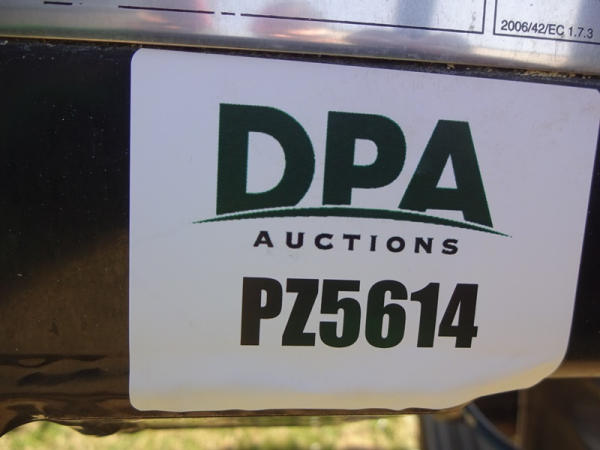 2006/42/EC 1.7.3
DPA
AUCTIONS
PZ5614